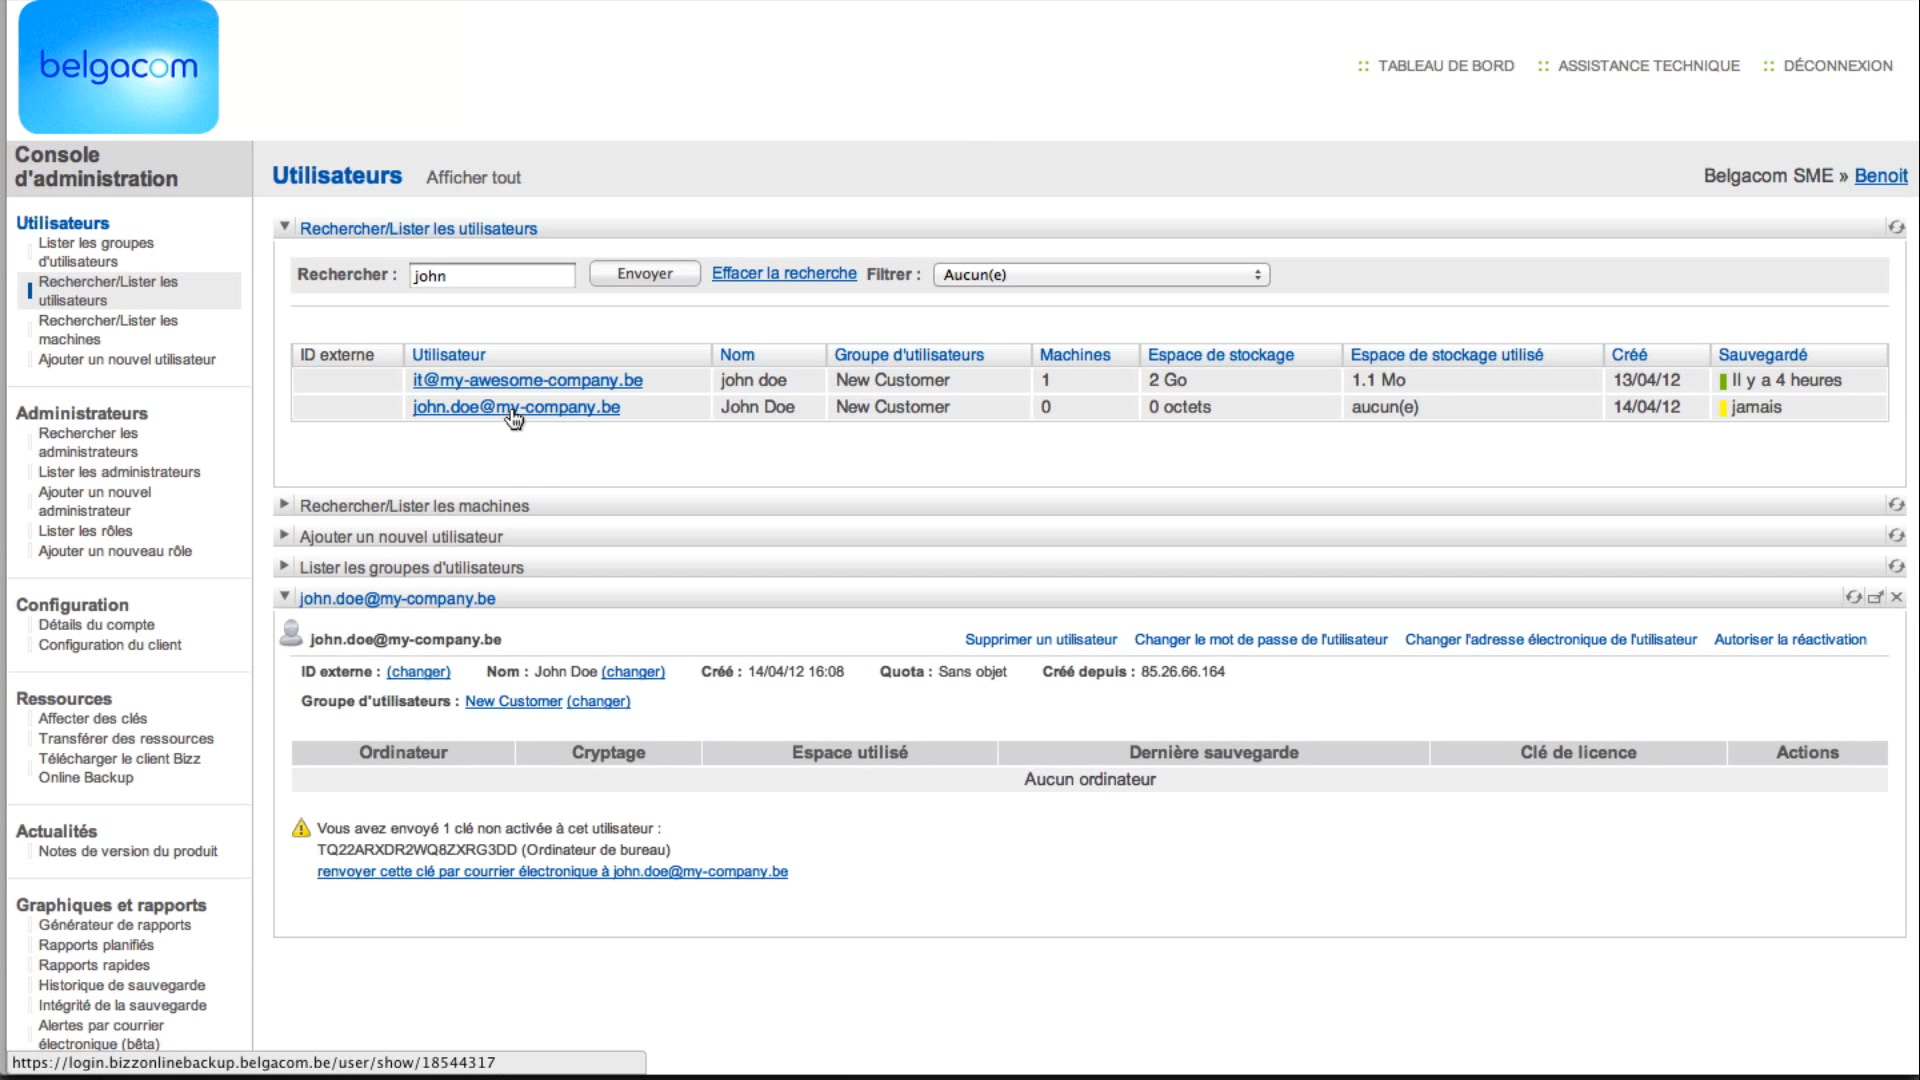 belgacom
:: TABLEAU DE BORD :: ASSISTANCE TECHNIQUE :: DÉCONNEXION
Console
d'administration
Utilisateurs Afficher tout
Belgacom SME » Benoit
Utilisateurs
Lister les groupes
d'utilisateurs
Rechercher/Lister les
utilisateurs
Rechercher/Lister les
machines
Ajouter un nouvel utilisateur
Administrateurs
Rechercher les
administrateurs
Lister les administrateurs
Ajouter un nouvel
administrateur
Lister les rôles
Ajouter un nouveau rôle
Configuration
Détails du compte
Configuration du client
Ressources
Affecter des clés
Transférer des ressources
Télécharger le client Bizz
Online Backup
Actualités
Notes de version du produit
Graphiques et rapports
Générateur de rapports
Rapports planifiés
Rapports rapides
Historique de sauvegarde
Intégrité de la sauvegarde
Alertes par courrier
électronique (bêta)
Rechercher/Lister les utilisateurs
Rechercher : john Envoyer Effacer la recherche Filtrer : Aucun(e)
ID externe Utilisateur Nom Groupe d'utilisateurs Machines Espace de stockage Espace de stockage utilisé Créé Sauvegardé
it@my-awesome-company.be john doe New Customer 1 2 Go 1.1 Mo 13/04/12 Il y a 4 heures
john.doe@my-company.be John Doe New Customer 0 0 octets aucun(e) 14/04/12 jamais
Rechercher/Lister les machines
Ajouter un nouvel utilisateur
Lister les groupes d'utilisateurs
john.doe@my-company.be
john.doe@my-company.be Supprimer un utilisateur Changer le mot de passe de l'utilisateur Changer l'adresse électronique de l'utilisateur Autoriser la réactivation
ID externe : (changer) Nom : John Doe (changer) Créé : 14/04/12 16:08 Quota : Sans objet Créé depuis : 85.26.66.164
Groupe d'utilisateurs : New Customer (changer)
Ordinateur Cryptage Espace utilisé Dernière sauvegarde Clé de licence Actions
Aucun ordinateur
Vous avez envoyé 1 clé non activée à cet utilisateur :
TQ22ARXDR2WQ8ZXRG3DD (Ordinateur de bureau)
renvoyer cette clé par courrier électronique à john.doe@my-company.be
https://login.bizzonlinebackup.belgacom.be/user/show/18544317